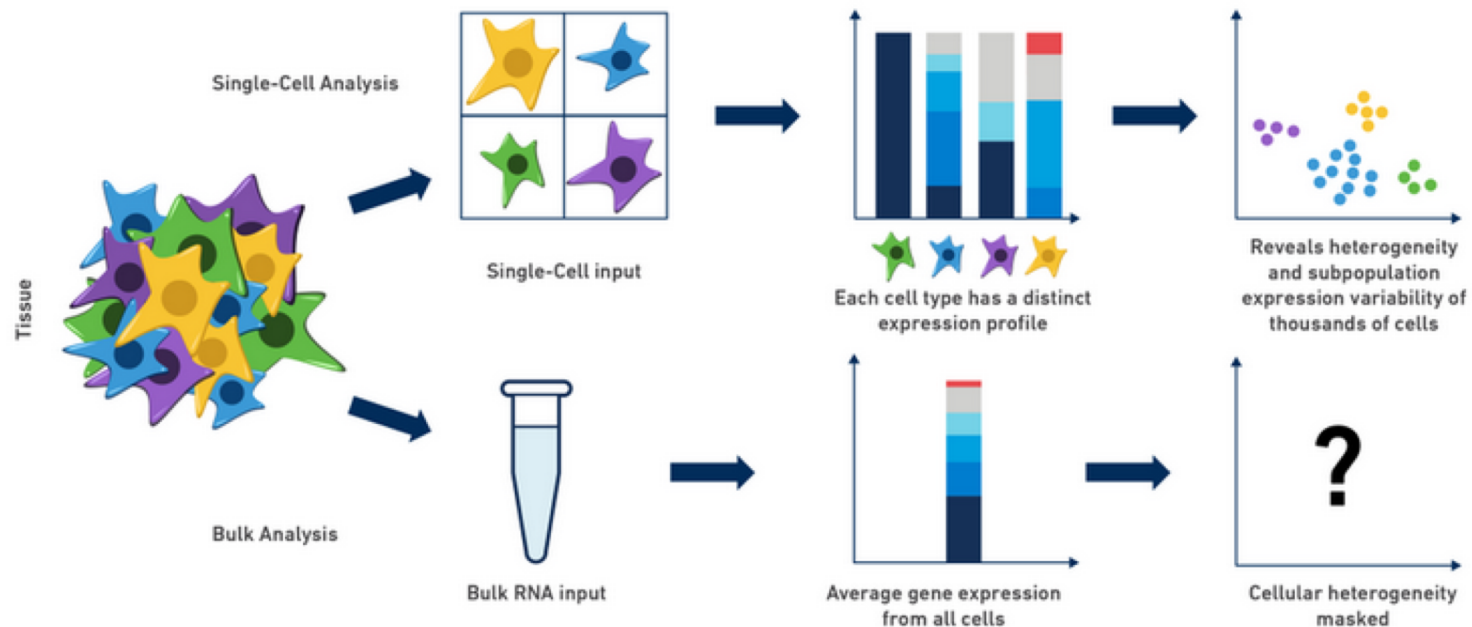 Tissue
Single-Cell Analysis
Single-Cell input
Each cell type has a distinct
expression profile
Reveals heterogeneity
and subpopulation
expression variability of
thousands of cells
Bulk Analysis
Bulk RNA input
Average gene expression
from all cells
?
Cellular heterogeneity
masked